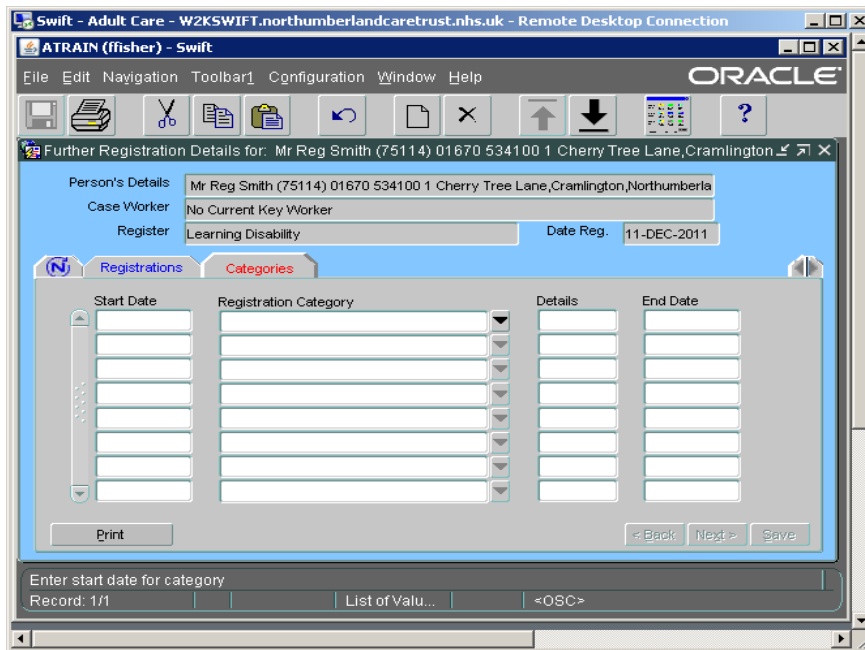 Swift - Adult Care - W2KSWIFT.northumberlandcaretrust.nhs.uk - Remote Desktop Connection
ATRAIN (ffisher) - Swift
File Edit Navigation Toolbar1 Configuration Window Help ORACLE
?
Further Registration Details for: Mr Reg Smith (75114) 01670 534100 1 Cherry Tree Lane,Cramlington
Person's Details Mr Reg Smith (75114) 01670 534100 1 Cherry Tree Lane,Cramlington,Northumberla
Case Worker No Current Key Worker
Register Learning Disability Date Reg. 11-DEC-2011
N Registrations Categories
Start Date Registration Category Details End Date
Print < Back Next > Save
Enter start date for category
Record: 1/1 List of Valu... <OSC>